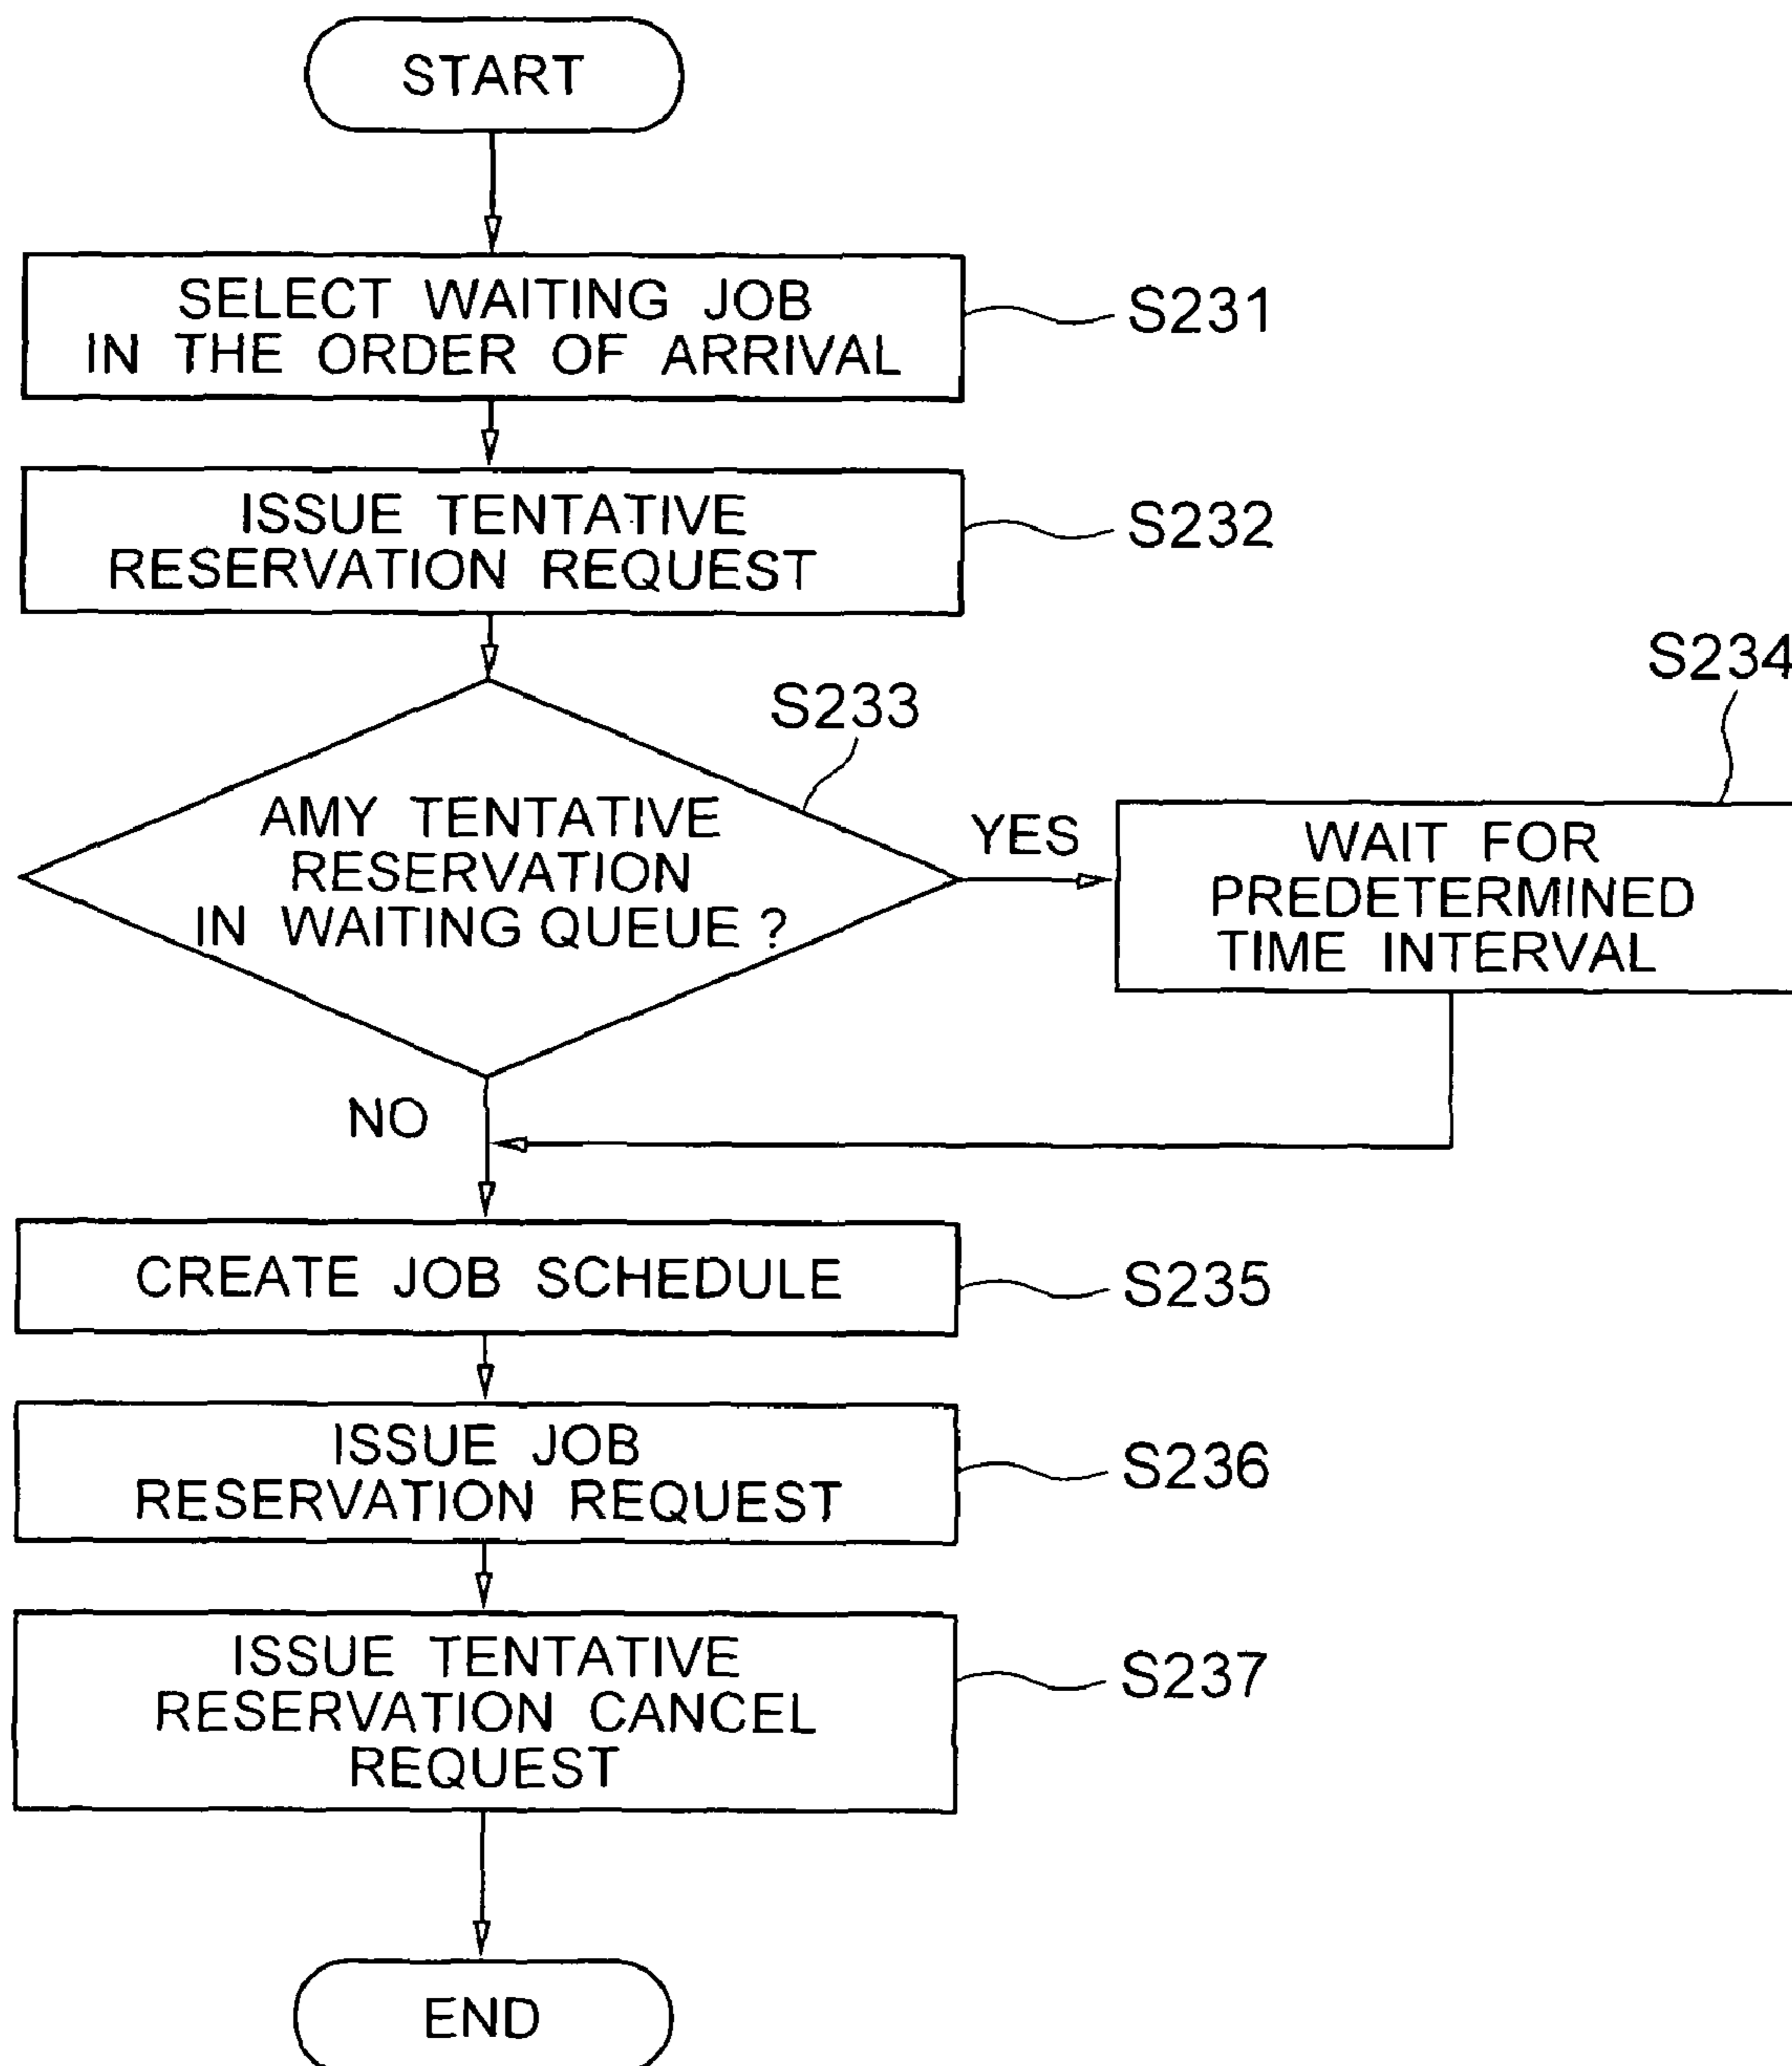 START
SELECT WAITING JOB
IN THE ORDER OF ARRIVAL
S231
ISSUE TENTATIVE
RESERVATION REQUEST
S232
S233
AMY TENTATIVE
RESERVATION
IN WAITING QUEUE ?
YES
S234
WAIT FOR
PREDETERMINED
TIME INTERVAL
NO
CREATE JOB SCHEDULE
S235
ISSUE JOB
RESERVATION REQUEST
S236
ISSUE TENTATIVE
RESERVATION CANCEL
REQUEST
S237
END